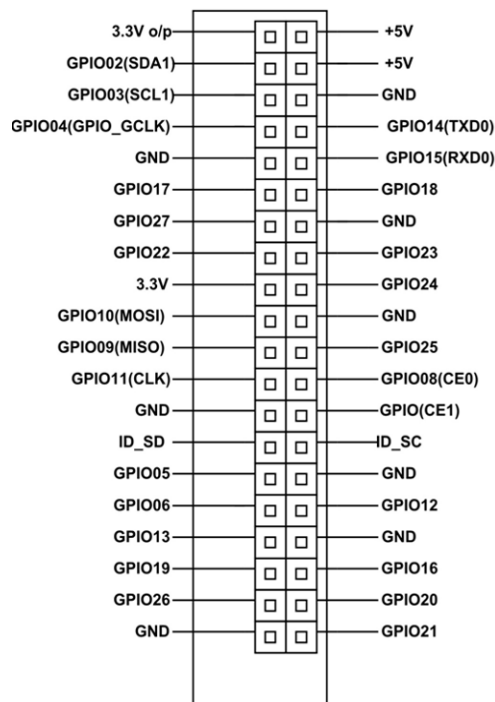 3.3V o/p +5V
GPIO02(SDA1) +5V
GPIO03(SCL1) GND
GPIO04(GPIO_GCLK) GPIO14(TXD0)
GND GPIO15(RXD0)
GPIO17 GPIO18
GPIO27 GND
GPIO22 GPIO23
3.3V GPIO24
GPIO10(MOSI) GND
GPIO09(MISO) GPIO25
GPIO11(CLK) GPIO08(CE0)
GND GPIO(CE1)
ID_SD ID_SC
GPIO05 GND
GPIO06 GPIO12
GPIO13 GND
GPIO19 GPIO16
GPIO26 GPIO20
GND GPIO21